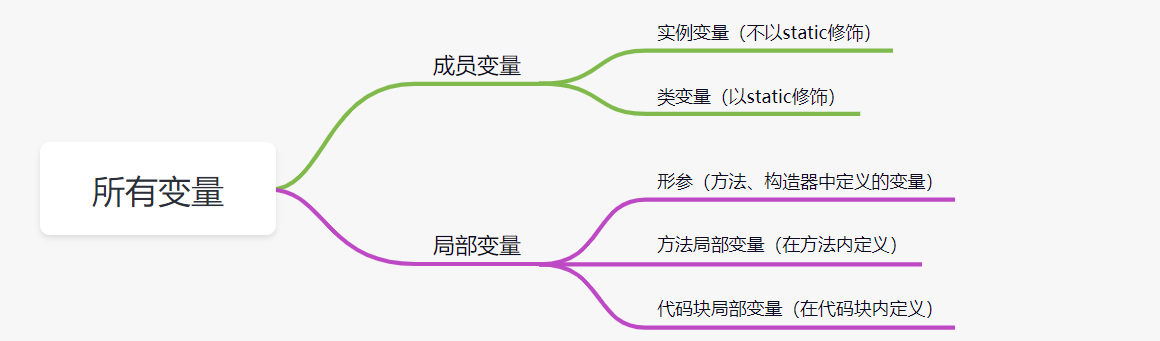 所有变量
成员变量
实例变量（不以static修饰）
类变量（以static修饰）
局部变量
形参（方法、构造器中定义的变量）
方法局部变量（在方法内定义）
代码块局部变量（在代码块内定义）